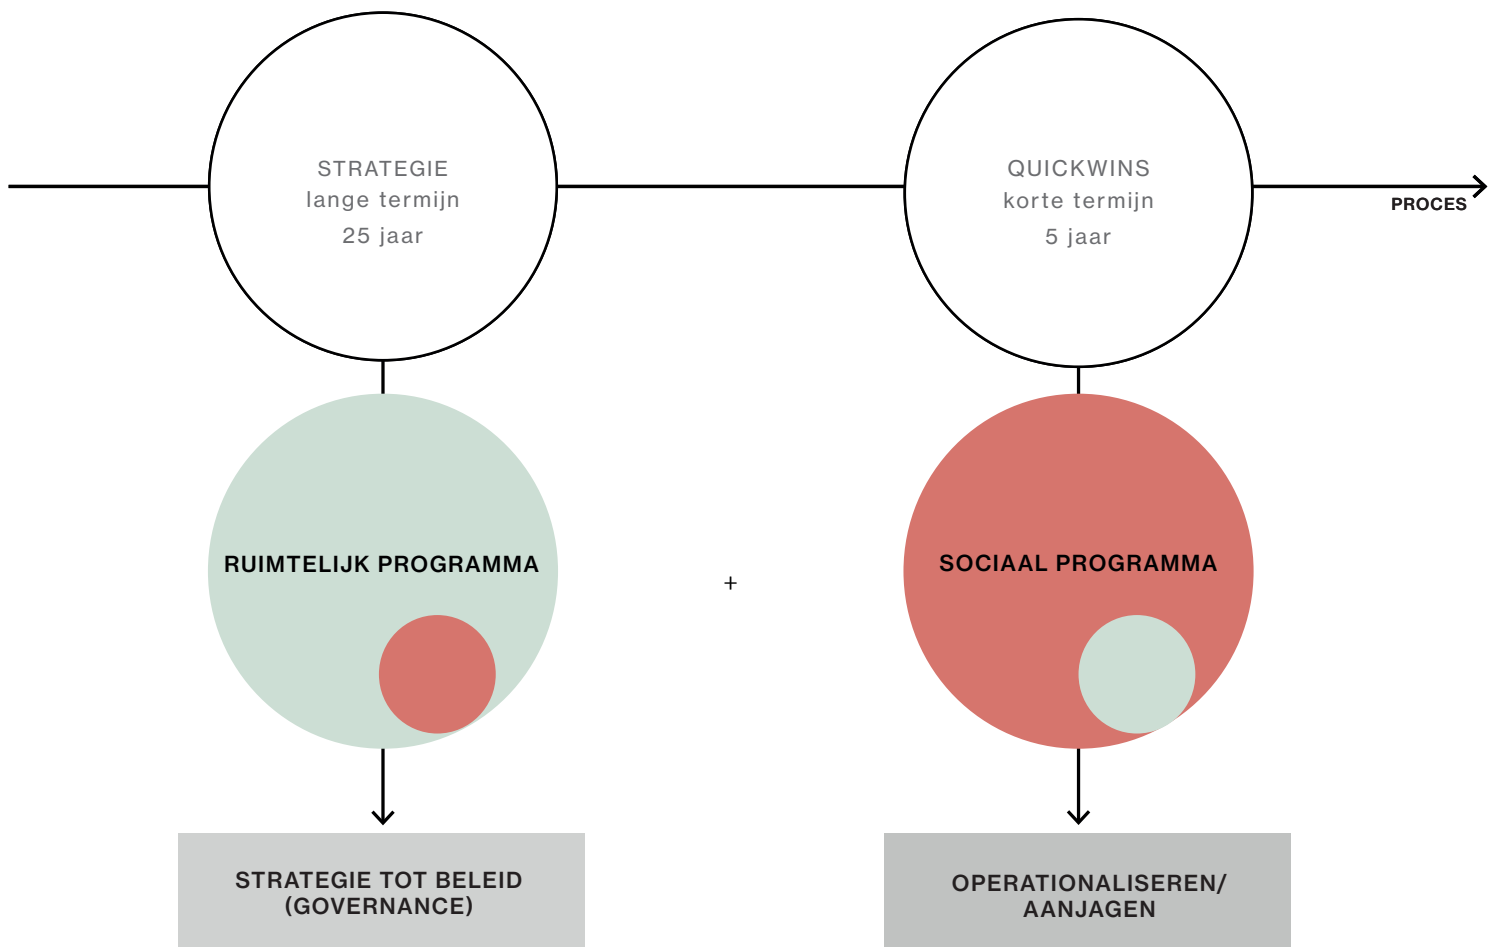 STRATEGIE
lange termijn
25 jaar
QUICKWINS
korte termijn
5 jaar
PROCES
RUIMTELIJK PROGRAMMA
+
SOCIAAL PROGRAMMA
STRATEGIE TOT BELEID
(GOVERNANCE)
OPERATIONALISEREN/
AANJAGEN